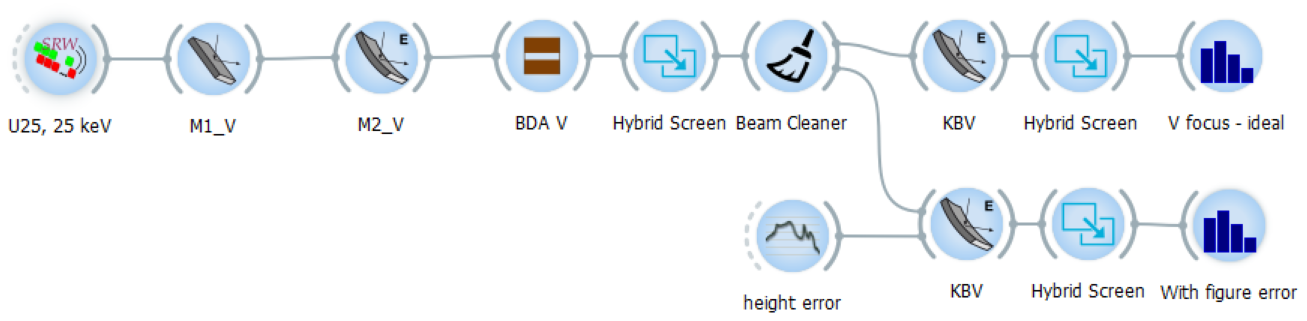 SRW
E
E
E
U25, 25 keV
M1_V
M2_V
BDA V
Hybrid Screen
Beam Cleaner
KBV
Hybrid Screen
V focus - ideal
E
height error
KBV
Hybrid Screen
With figure error